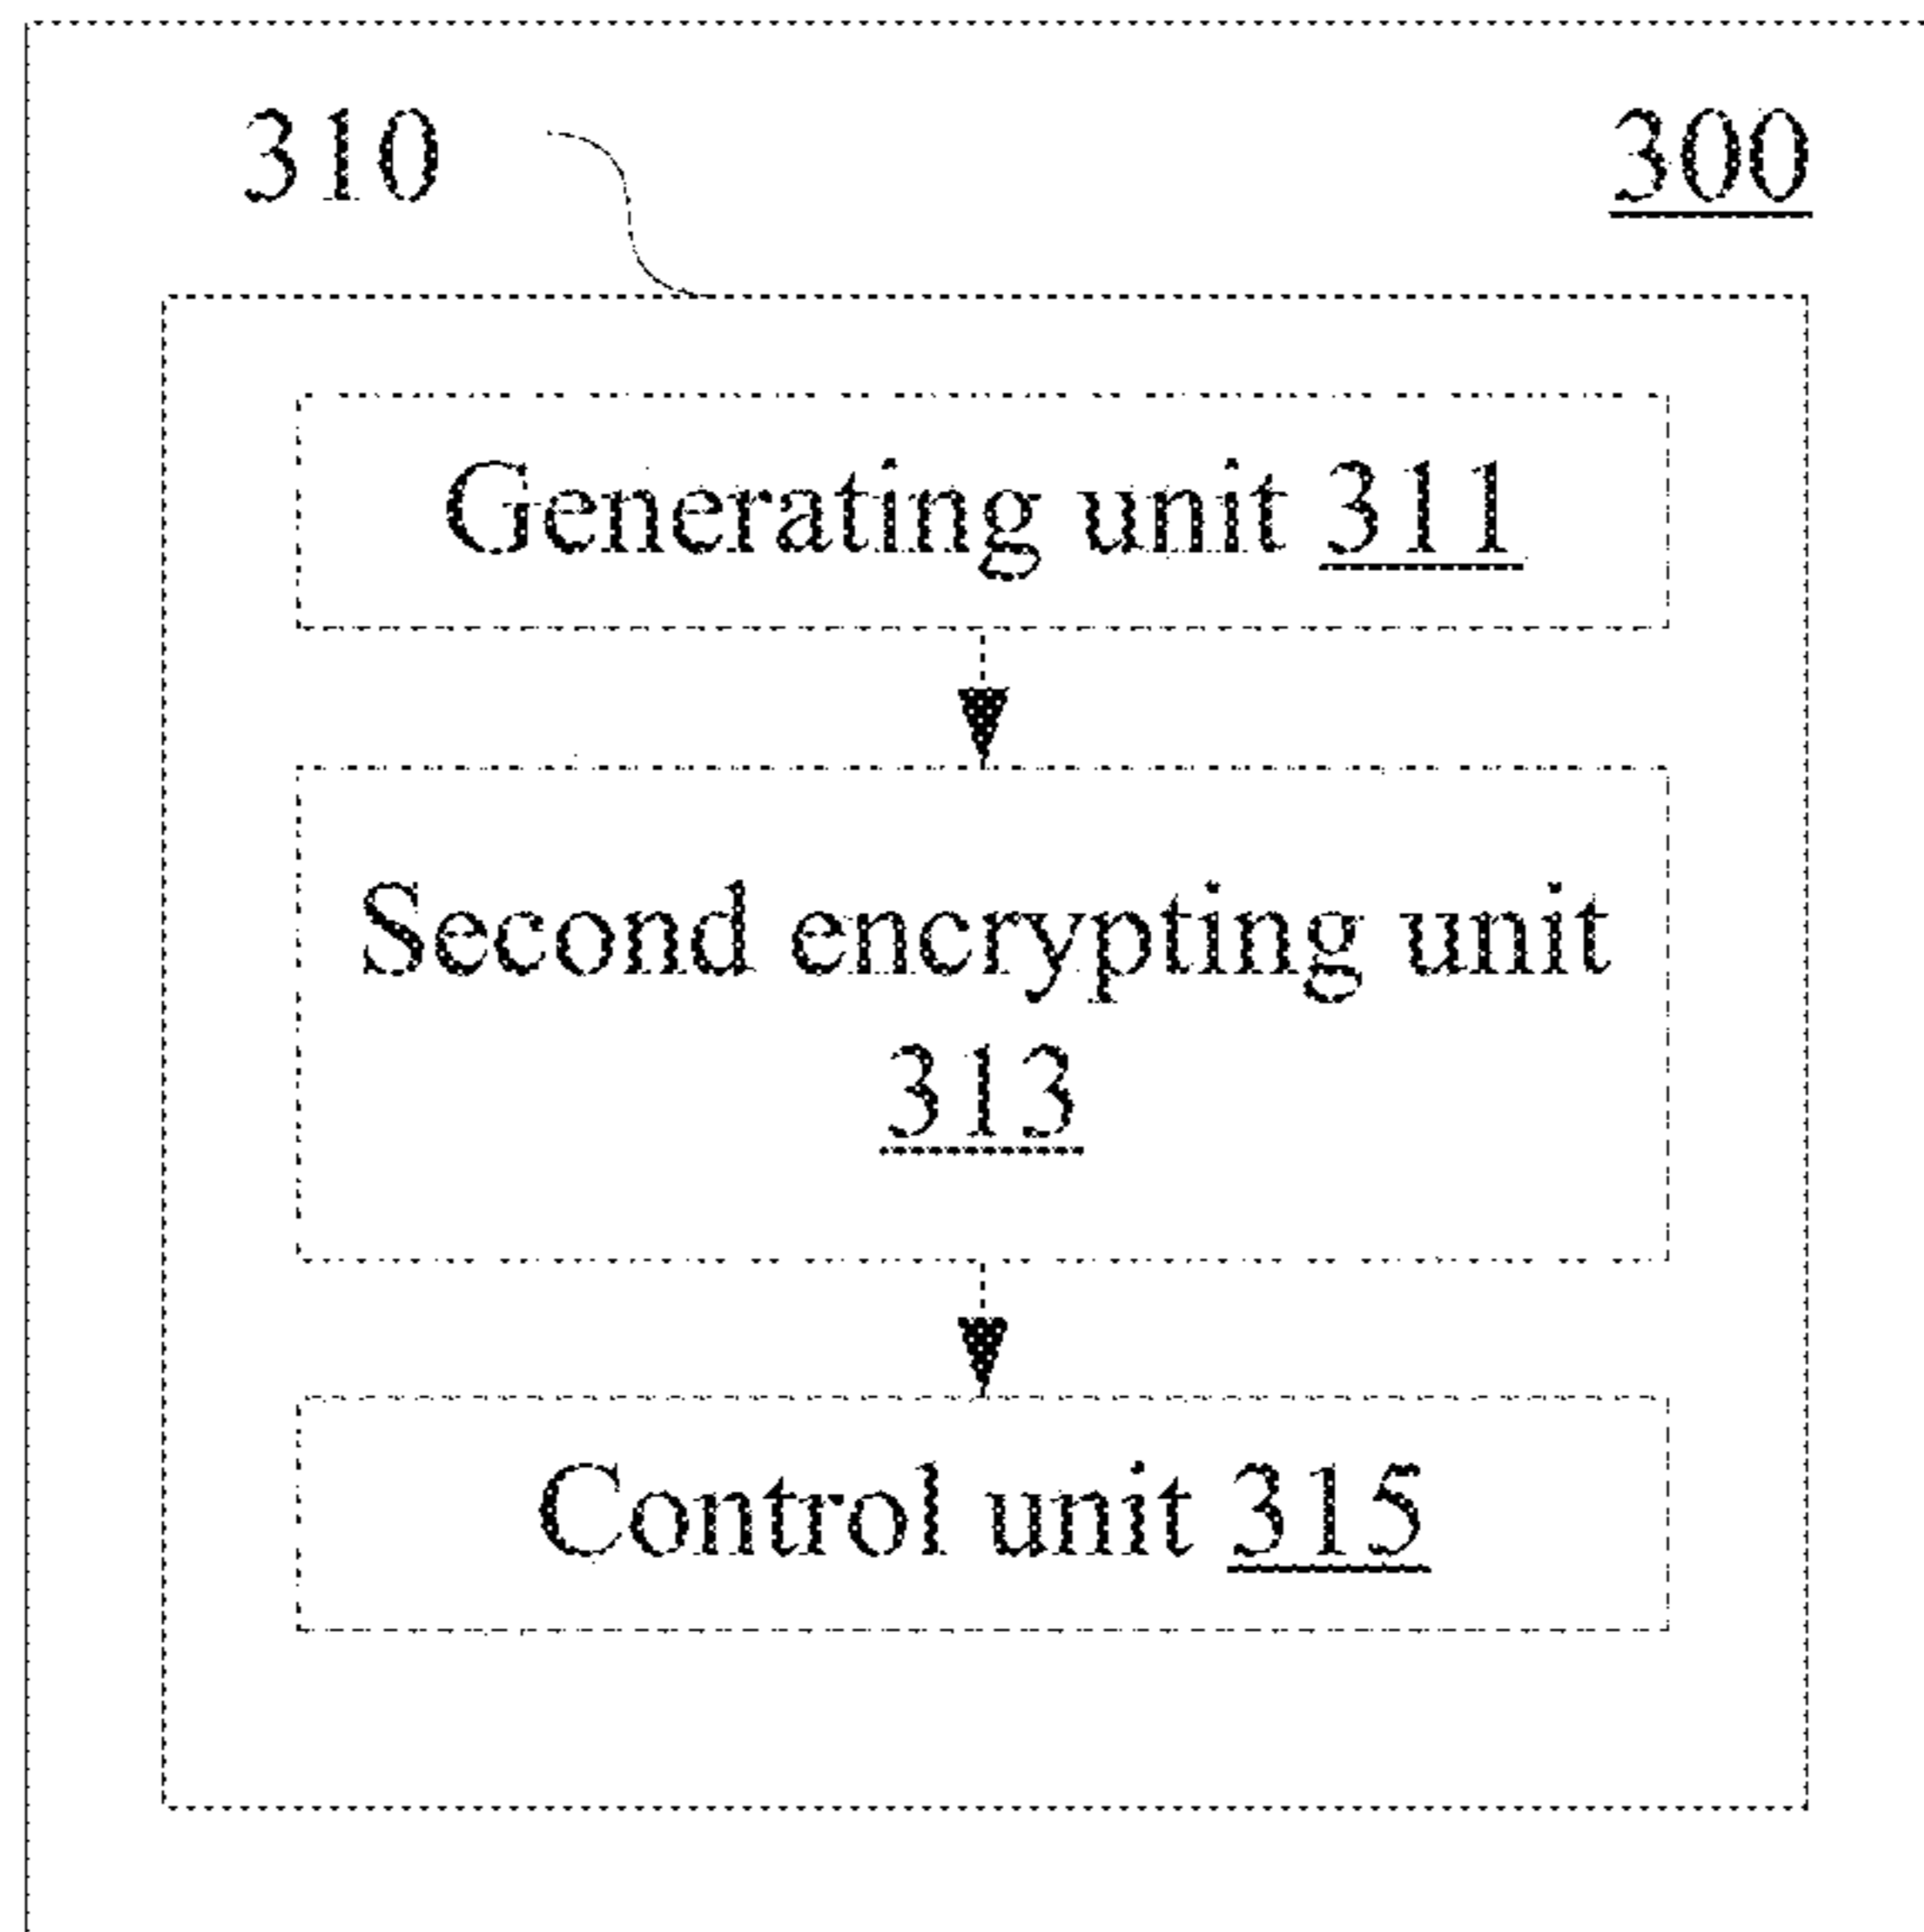 310
300
Generating unit 311
Second encrypting unit
313
Control unit 315